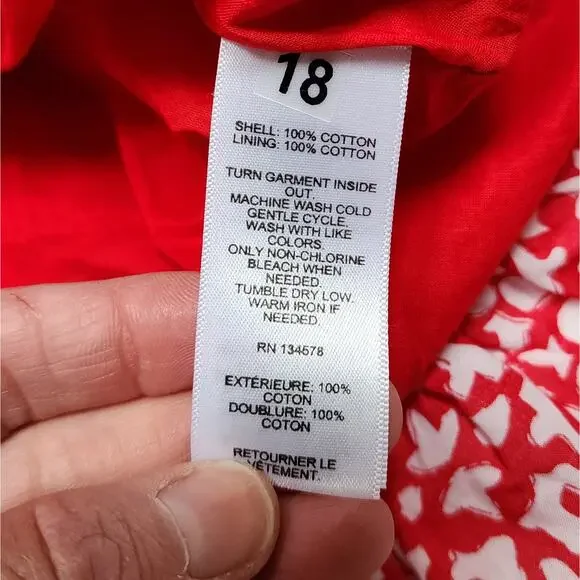 18
SHELL: 100% COTTON
LINING: 100% COTTON
TURN GARMENT INSIDE
OUT.
MACHINE WASH COLD
GENTLE CYCLE.
WASH WITH LIKE
COLORS.
ONLY NON-CHLORINE
BLEACH WHEN
NEEDED.
TUMBLE DRY LOW.
WARM IRON IF
NEEDED.
RN 134578
EXTÉRIEURE: 100%
COTON
DOUBLURE: 100%
COTON
RETOURNER LE
VÊTEMENT.